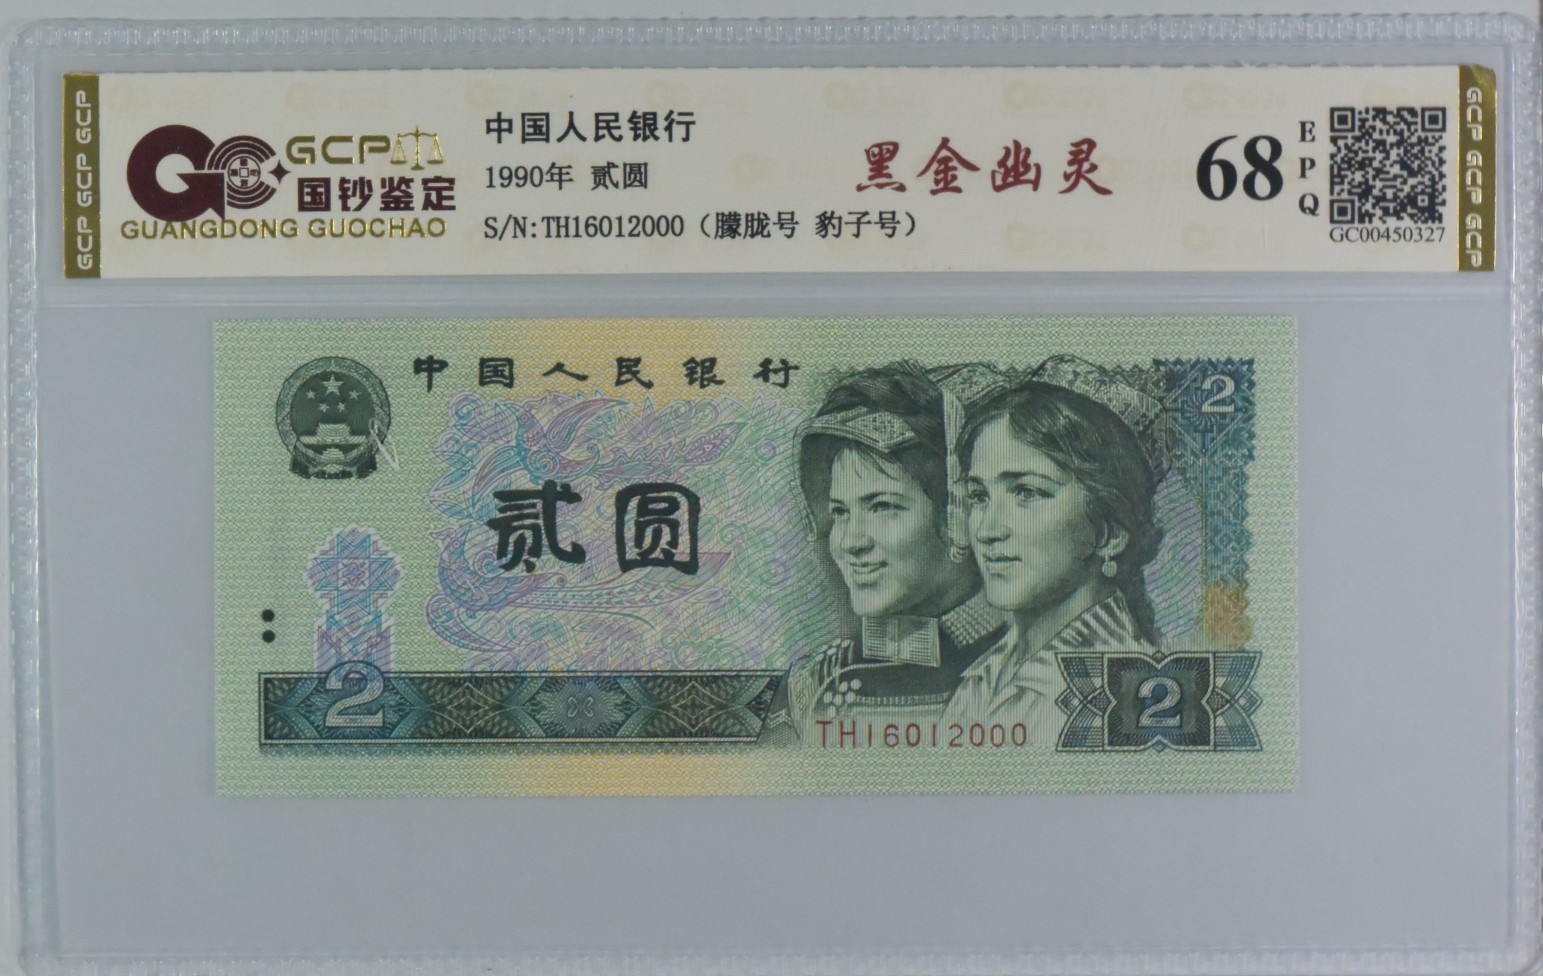 GCP GCP GCP
GCP
国钞鉴定
GUANGDONG GUOCHAO
中国人民银行
1990年 贰圆
S/N:TH16012000（朦胧号 豹子号）
黑金幽灵
68
EPQ
GC00450327
GCP GCP GCP
中国人民银行
2
贰圆
2
TH16012000
2